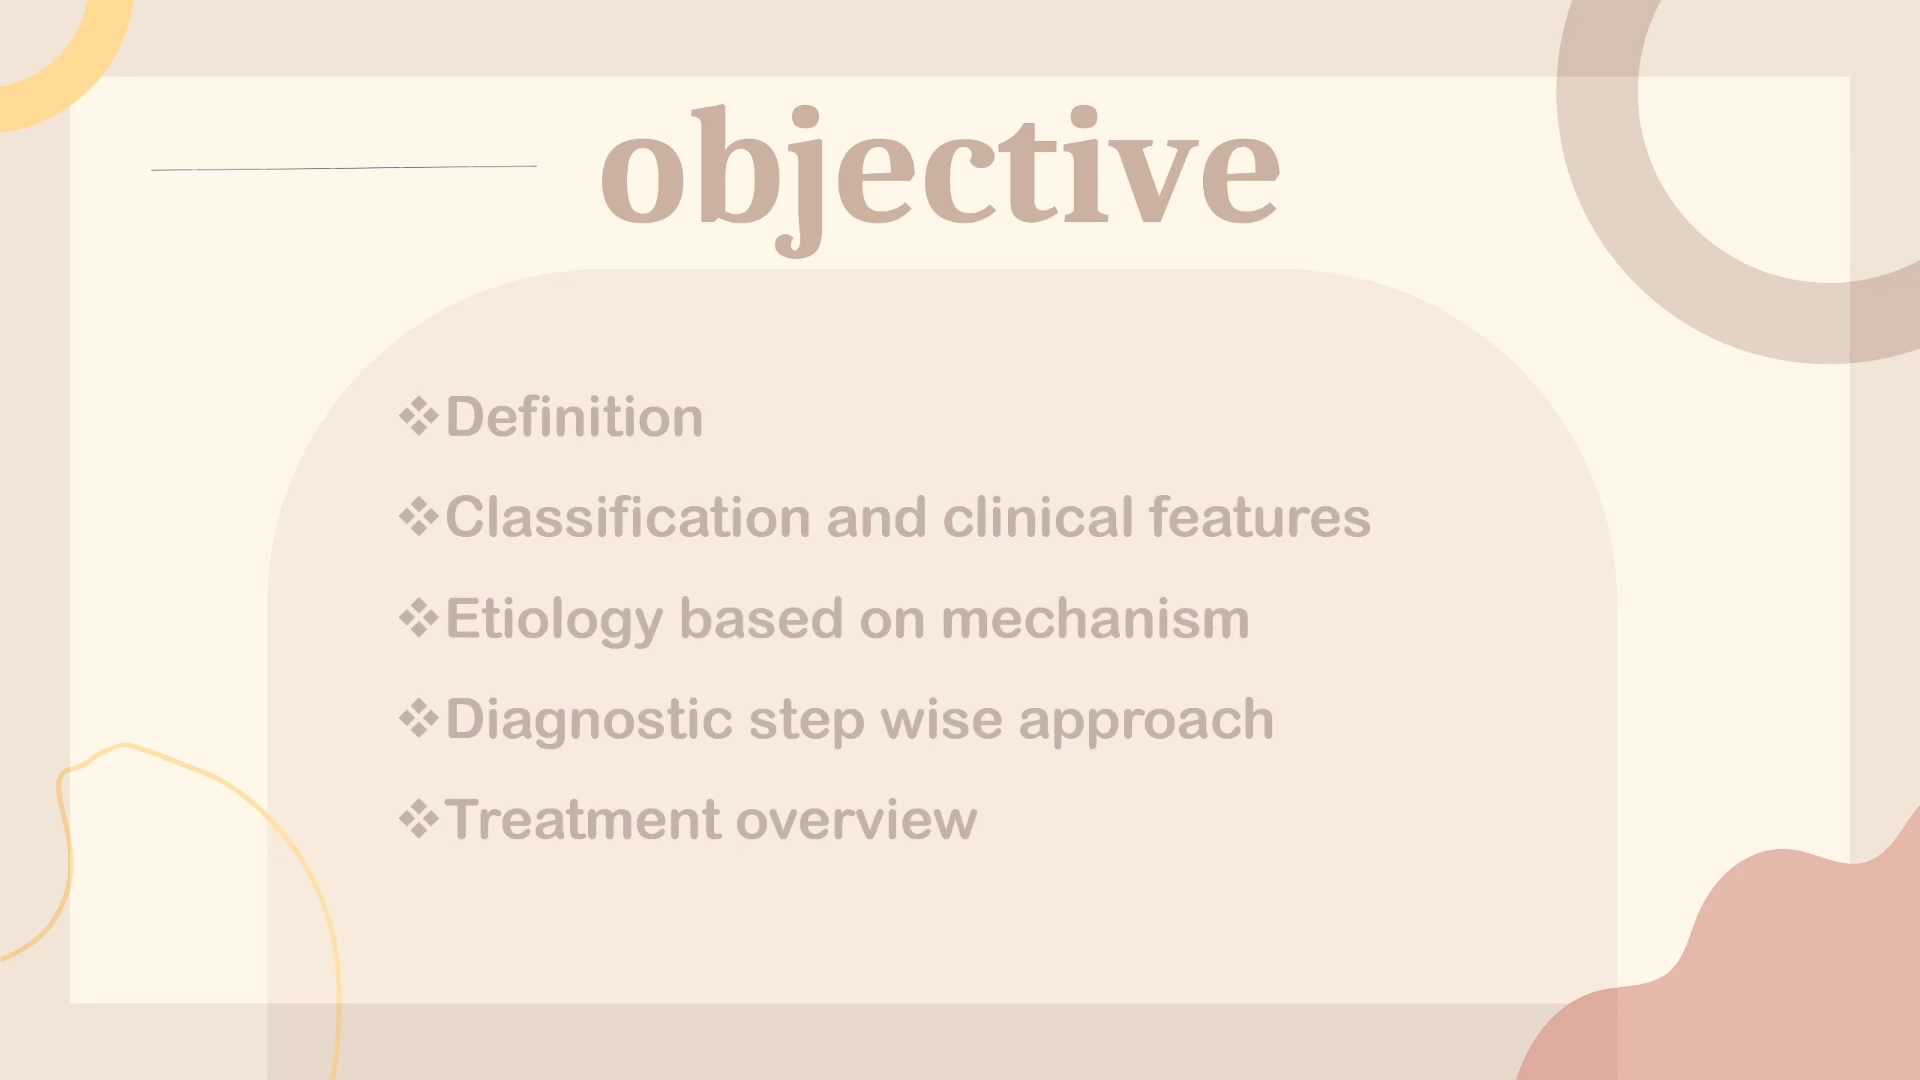 objective
❖Definition
❖Classification and clinical features
❖Etiology based on mechanism
❖Diagnostic step wise approach
❖Treatment overview